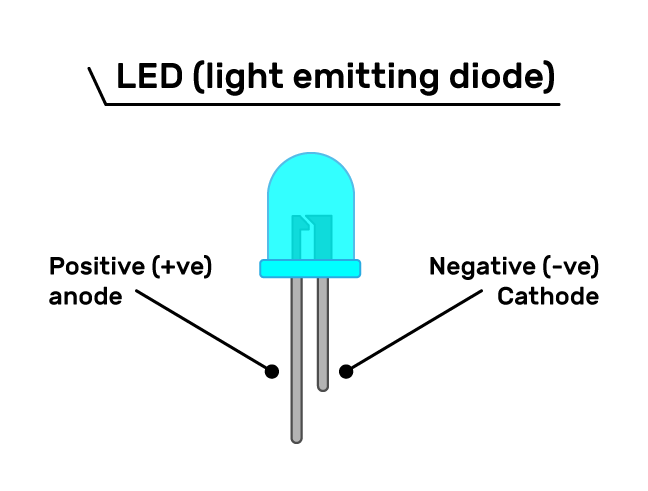 LED (light emitting diode)
Positive (+ve)
anode
Negative (-ve)
Cathode